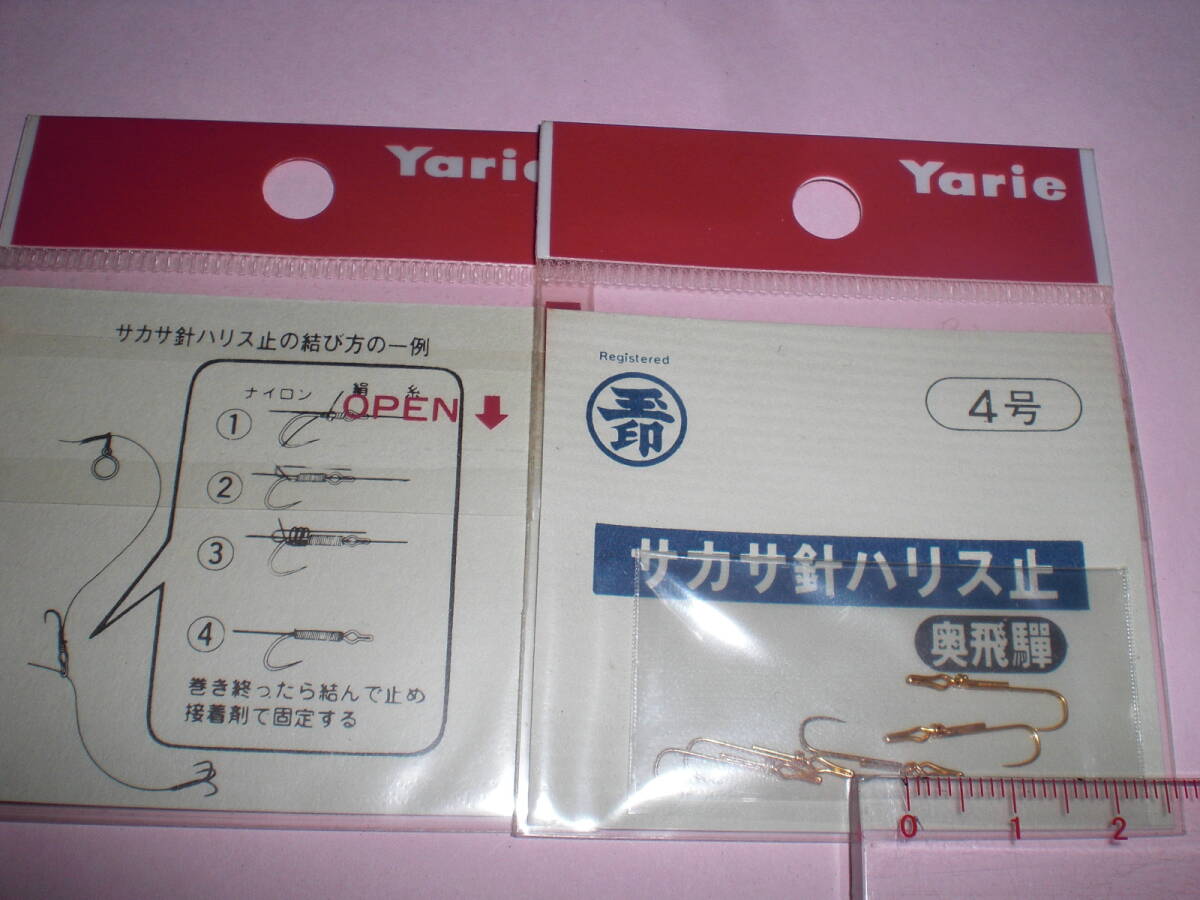 Yarie
サカサ針ハリス止の結び方の一例
ナイロン 絹糸
OPEN
①
②
③
④
巻き終ったら結んで止め
接着剤で固定する
Yarie
Registered
玉印
4号
サカサ針ハリス止
奥飛驒
0 1 2